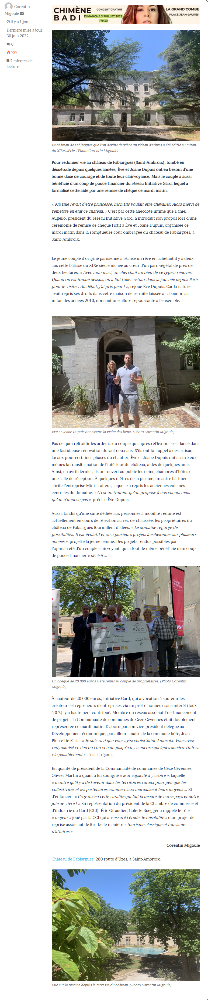 Corentin
Migoule
il y a 1 jour
Dernière mise à jour:
30 juin 2022
0
737
2 minutes de
lecture
CHIMÈNE
BADI
CONCERT GRATUIT
DIMANCHE 3 JUILLET 2022
17H30
LA GRAND'COMBE
PLACE JEAN-JAURÈS
Le château de Fabiargues que l'on devine derrière un rideau d'arbres a été édifié au mitan
du XIXe siècle. (Photo Corentin Migoule)
Pour redonner vie au château de Fabiargues (Saint-Ambroix), tombé en
désuétude depuis quelques années, Ève et Joane Dupuis ont eu besoin d'une
bonne dose de courage et de toute leur clairvoyance. Mais le couple a aussi
bénéficié d'un coup de pouce financier du réseau Initiative Gard, lequel a
formalisé cette aide par une remise de chèque ce mardi matin.
« Ma fille rêvait d'être princesse, mon fils voulait être chevalier. Alors merci de
remettre en état ce château. » C'est par cette anecdote intime que Daniel
Augello, président du réseau Initiative Gard, a introduit son propos lors d'une
cérémonie de remise de chèque fictif à Ève et Joane Dupuis, organisée ce
mardi matin dans la somptueuse cour ombragée du château de Fabiargues, à
Saint-Ambroix.
Le jeune couple d'origine parisienne a réalisé un rêve en achetant il y a deux
ans cette bâtisse du XIXe siècle nichée au cœur d'un parc végétal de près de
deux hectares. « Avec mon mari, on cherchait un bien de ce type à rénover.
Quand on est tombé dessus, on a fait l'aller-retour dans la journée depuis Paris
pour le visiter. Au début, j'ai pris peur ! », rejoue Ève Dupuis. Car la nature
avait repris ses droits dans cette maison de retraite laissée à l'abandon au
mitan des années 2010, donnant une allure repoussante à l'ensemble.
Eve et Joane Dupuis ont assuré la visite des lieux. (Photo Corentin Migoule)
Pas de quoi refroidir les ardeurs du couple qui, après réflexion, s'est lancé dans
une fastidieuse rénovation durant deux ans. S'ils ont fait appel à des artisans
locaux pour certaines phases du chantier, Ève et Joane Dupuis ont assuré eux-
mêmes la transformation de l'intérieur du château, aidés de quelques amis.
Ainsi, en avril dernier, ils ont ouvert au public leur cinq chambres d'hôtes et
une salle de réception. À quelques mètres de la piscine, un autre bâtiment
abrite l'entreprise Midi Traiteur, laquelle a repris les anciennes cuisines
centrales du domaine. « C'est un traiteur qu'on propose à nos clients mais
qu'on n'impose pas », précise Ève Dupuis.
Aussi, tandis qu'une suite dédiée aux personnes à mobilité réduite est
actuellement en cours de réfection au rez-de-chaussée, les propriétaires du
château de Fabiargues fourmillent d'idées. « Le domaine regorge de
possibilités. Il est évolutif et on a plusieurs projets à échelonner sur plusieurs
années », projette la jeune femme. Des projets rendus possibles par
l'opiniâtreté d'un couple clairvoyant, qui a tout de même bénéficié d'un coup
de pouce financier « décisif ».
Réseau
Initiative
20 000
Un chèque de 20 000 euros a été remis au couple de propriétaires. (Photo Corentin
Migoule)
À hauteur de 20 000 euros, Initiative Gard, qui a vocation à soutenir les
créateurs et repreneurs d'entreprises via un prêt d'honneur sans intérêt (taux
à 0 %), y a hautement contribué. Membre du réseau associatif de financement
de projets, la Communauté de communes de Cèze Cévennes était doublement
représentée ce mardi matin. D'abord par son vice-président délégué au
Développement économique, par ailleurs maire de la commune hôte, Jean-
Pierre De Faria. « Je suis ravi que vous ayez choisi Saint-Ambroix. Vous avez
redynamisé ce lieu où l'on venait, jusqu'à il y a encore quelques années, finir sa
vie paisiblement », s'est-il réjoui.
En qualité de président de la Communauté de communes de Cèze Cévennes,
Olivier Martin a quant à lui souligné « leur capacité à y croire », laquelle
« montre qu'il y a de l'avenir dans les territoires ruraux pour peu que les
collectivités et les partenaires commerciaux mutualisent leurs moyens ». Et
d'enfoncer : « Croyons en cette ruralité qui fait la beauté de notre pays et notre
joie de vivre ! » En représentation du président de la Chambre de commerce et
d'industrie du Gard (CCI), Éric Giraudier, Colette Ruegger a rappelé le rôle
« majeur » joué par la CCI qui a « assuré l'étude de faisabilité » d'un projet de
reprise associant de fort belle manière « tourisme classique et tourisme
d'affaires ».
Corentin Migoule
Château de Fabiargues, 280 route d'Uzès, à Saint-Ambroix.
Vue sur la piscine depuis la terrasse du château. (Photo Corentin Migoule)